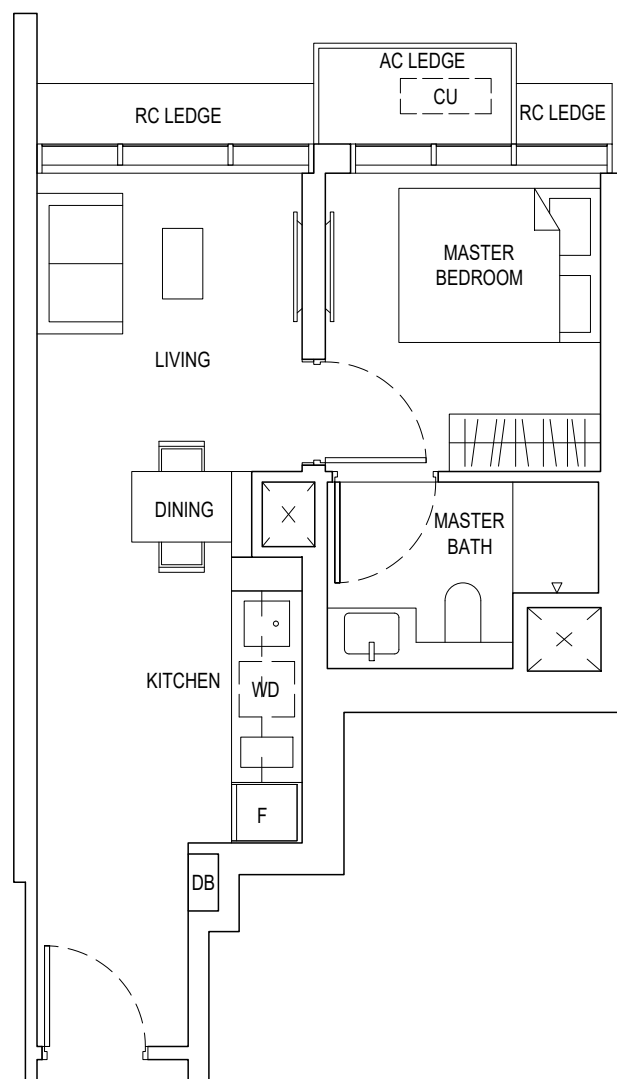 AC LEDGE
CU
RC LEDGE
RC LEDGE
MASTER
BEDROOM
LIVING
DINING
MASTER
BATH
KITCHEN
WD
F
DB